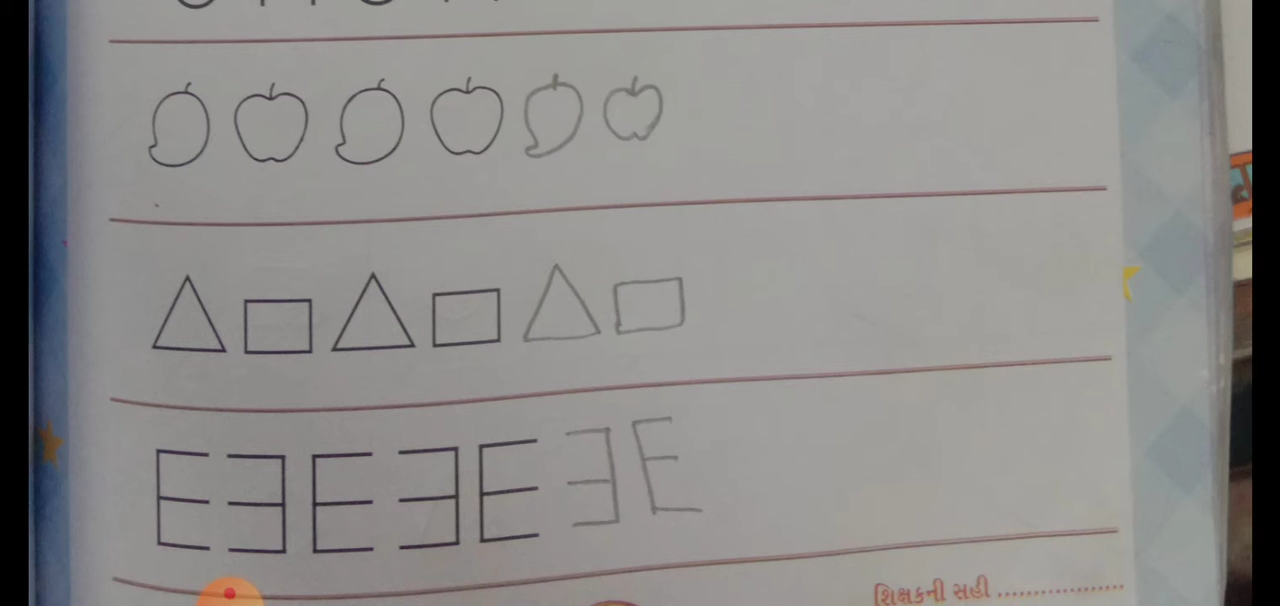 E Ǝ E Ǝ E Ǝ E
શિક્ષકની સહી ..................